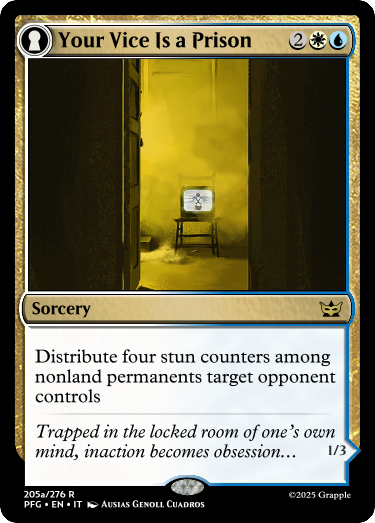 Your Vice Is a Prison 2
Sorcery
Distribute four stun counters among
nonland permanents target opponent
controls
Trapped in the locked room of one's own
mind, inaction becomes obsession...
1/3
205a/276 R
PFG • EN • IT Ausias Genoll Cuadros
©2025 Grapple